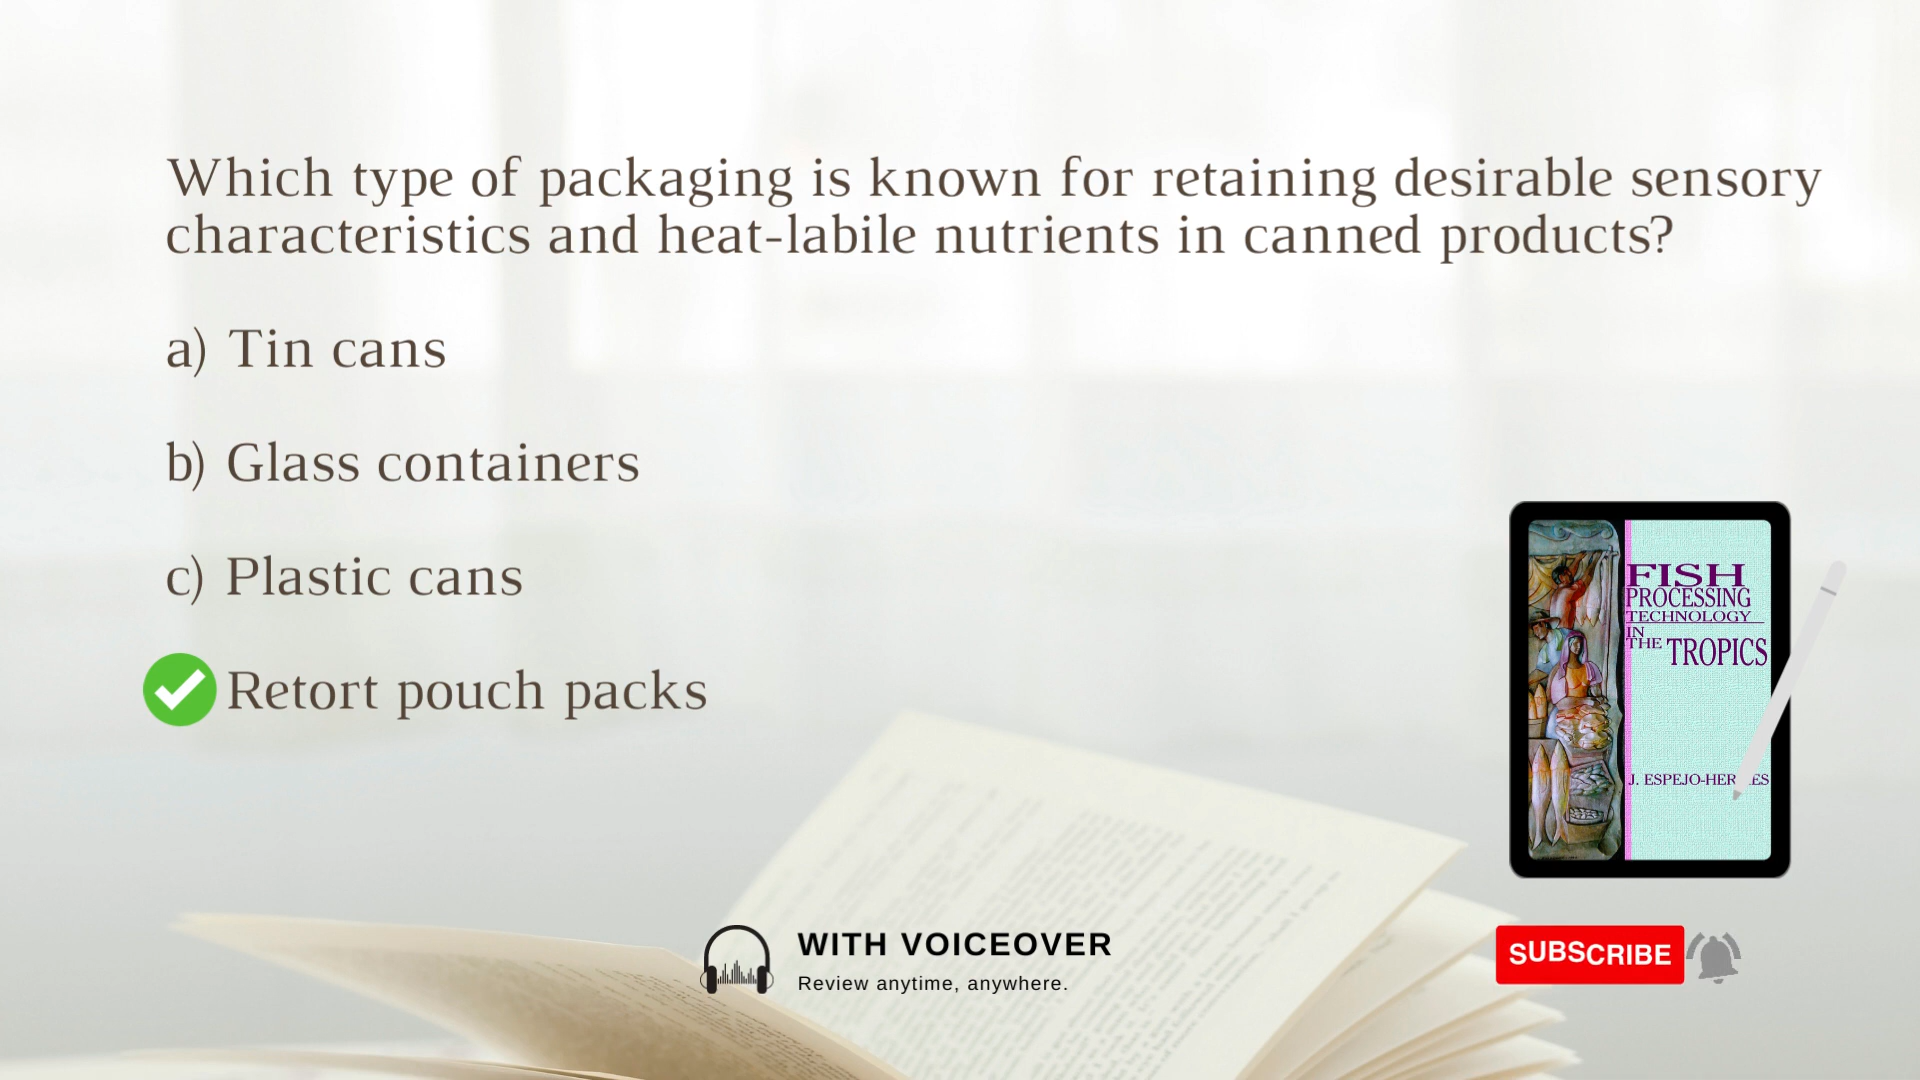 Which type of packaging is known for retaining desirable sensory
characteristics and heat-labile nutrients in canned products?
a) Tin cans
b) Glass containers
c) Plastic cans
Retort pouch packs
FISH
PROCESSING
TECHNOLOGY
IN
THE TROPICS
J. ESPEJO-
WITH VOICEOVER
Review anytime, anywhere.
SUBSCRIBE